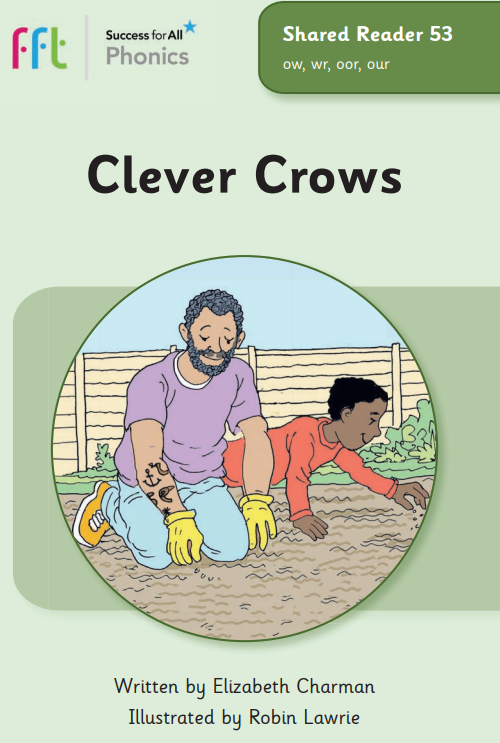 fft
Success for All
Phonics
Shared Reader 53
ow, wr, oor, our
Clever Crows
Written by Elizabeth Charman
Illustrated by Robin Lawrie